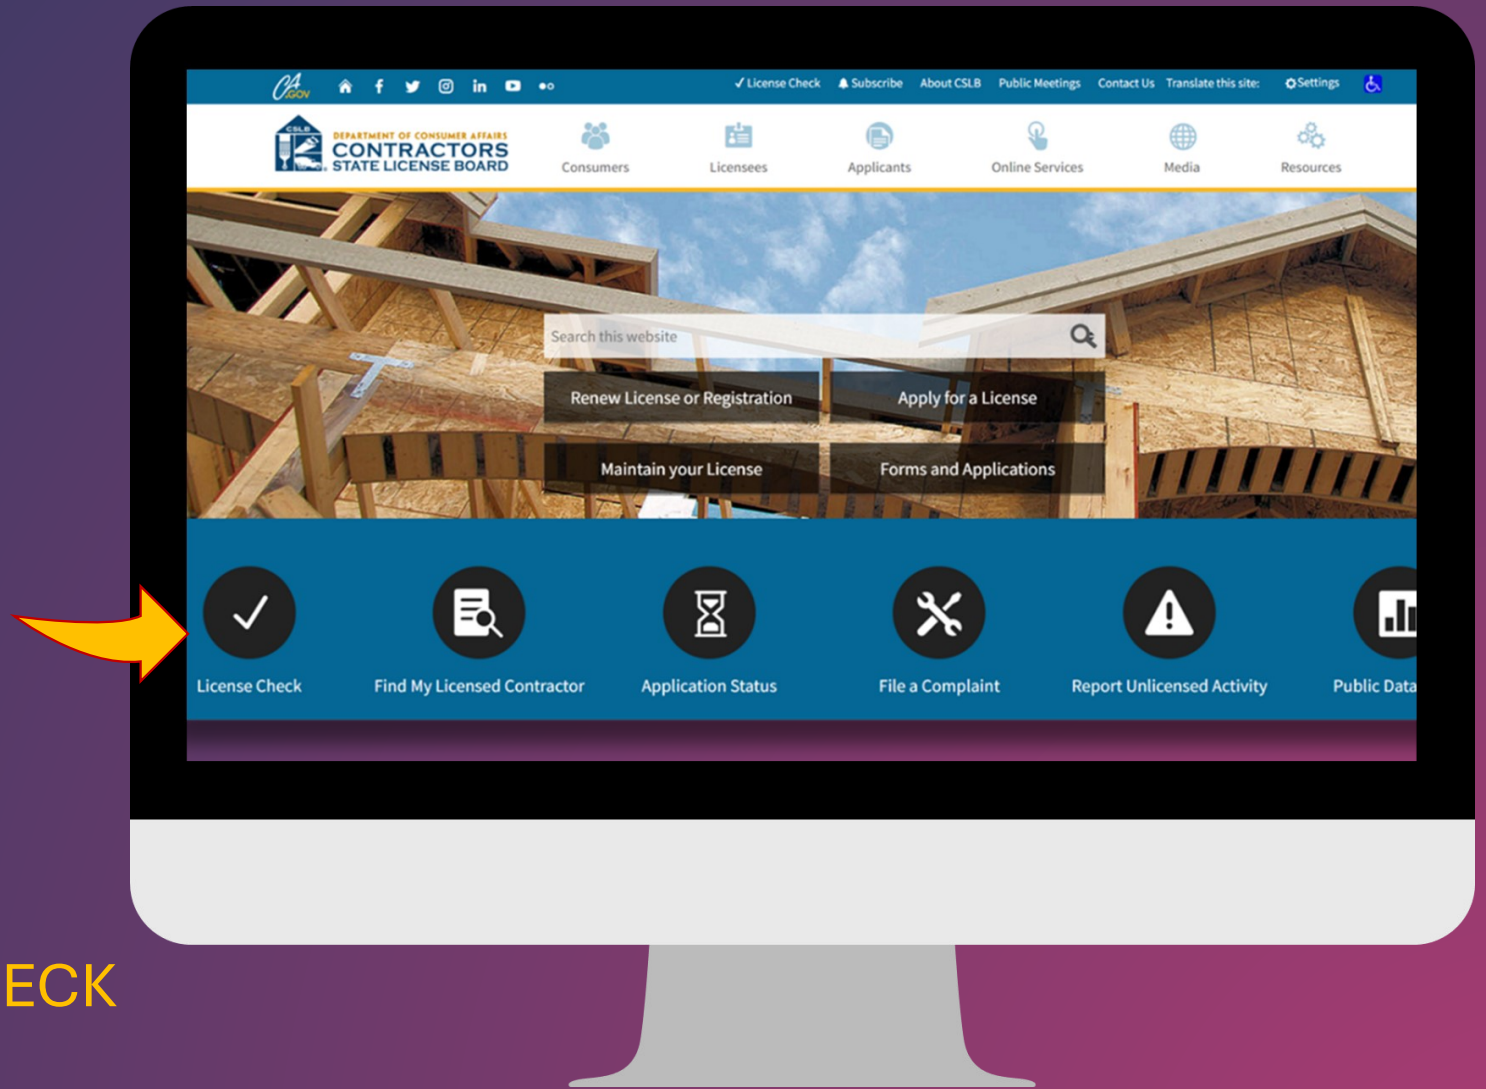 CA
.GOV
License Check
Subscribe
About CSLB
Public Meetings
Contact Us
Translate this site:
Settings
CSLB
DEPARTMENT OF CONSUMER AFFAIRS
CONTRACTORS
STATE LICENSE BOARD
Consumers
Licensees
Applicants
Online Services
Media
Resources
Search this website
Renew License or Registration
Apply for a License
Maintain your License
Forms and Applications
License Check
Find My Licensed Contractor
Application Status
File a Complaint
Report Unlicensed Activity
Public Data
ECK